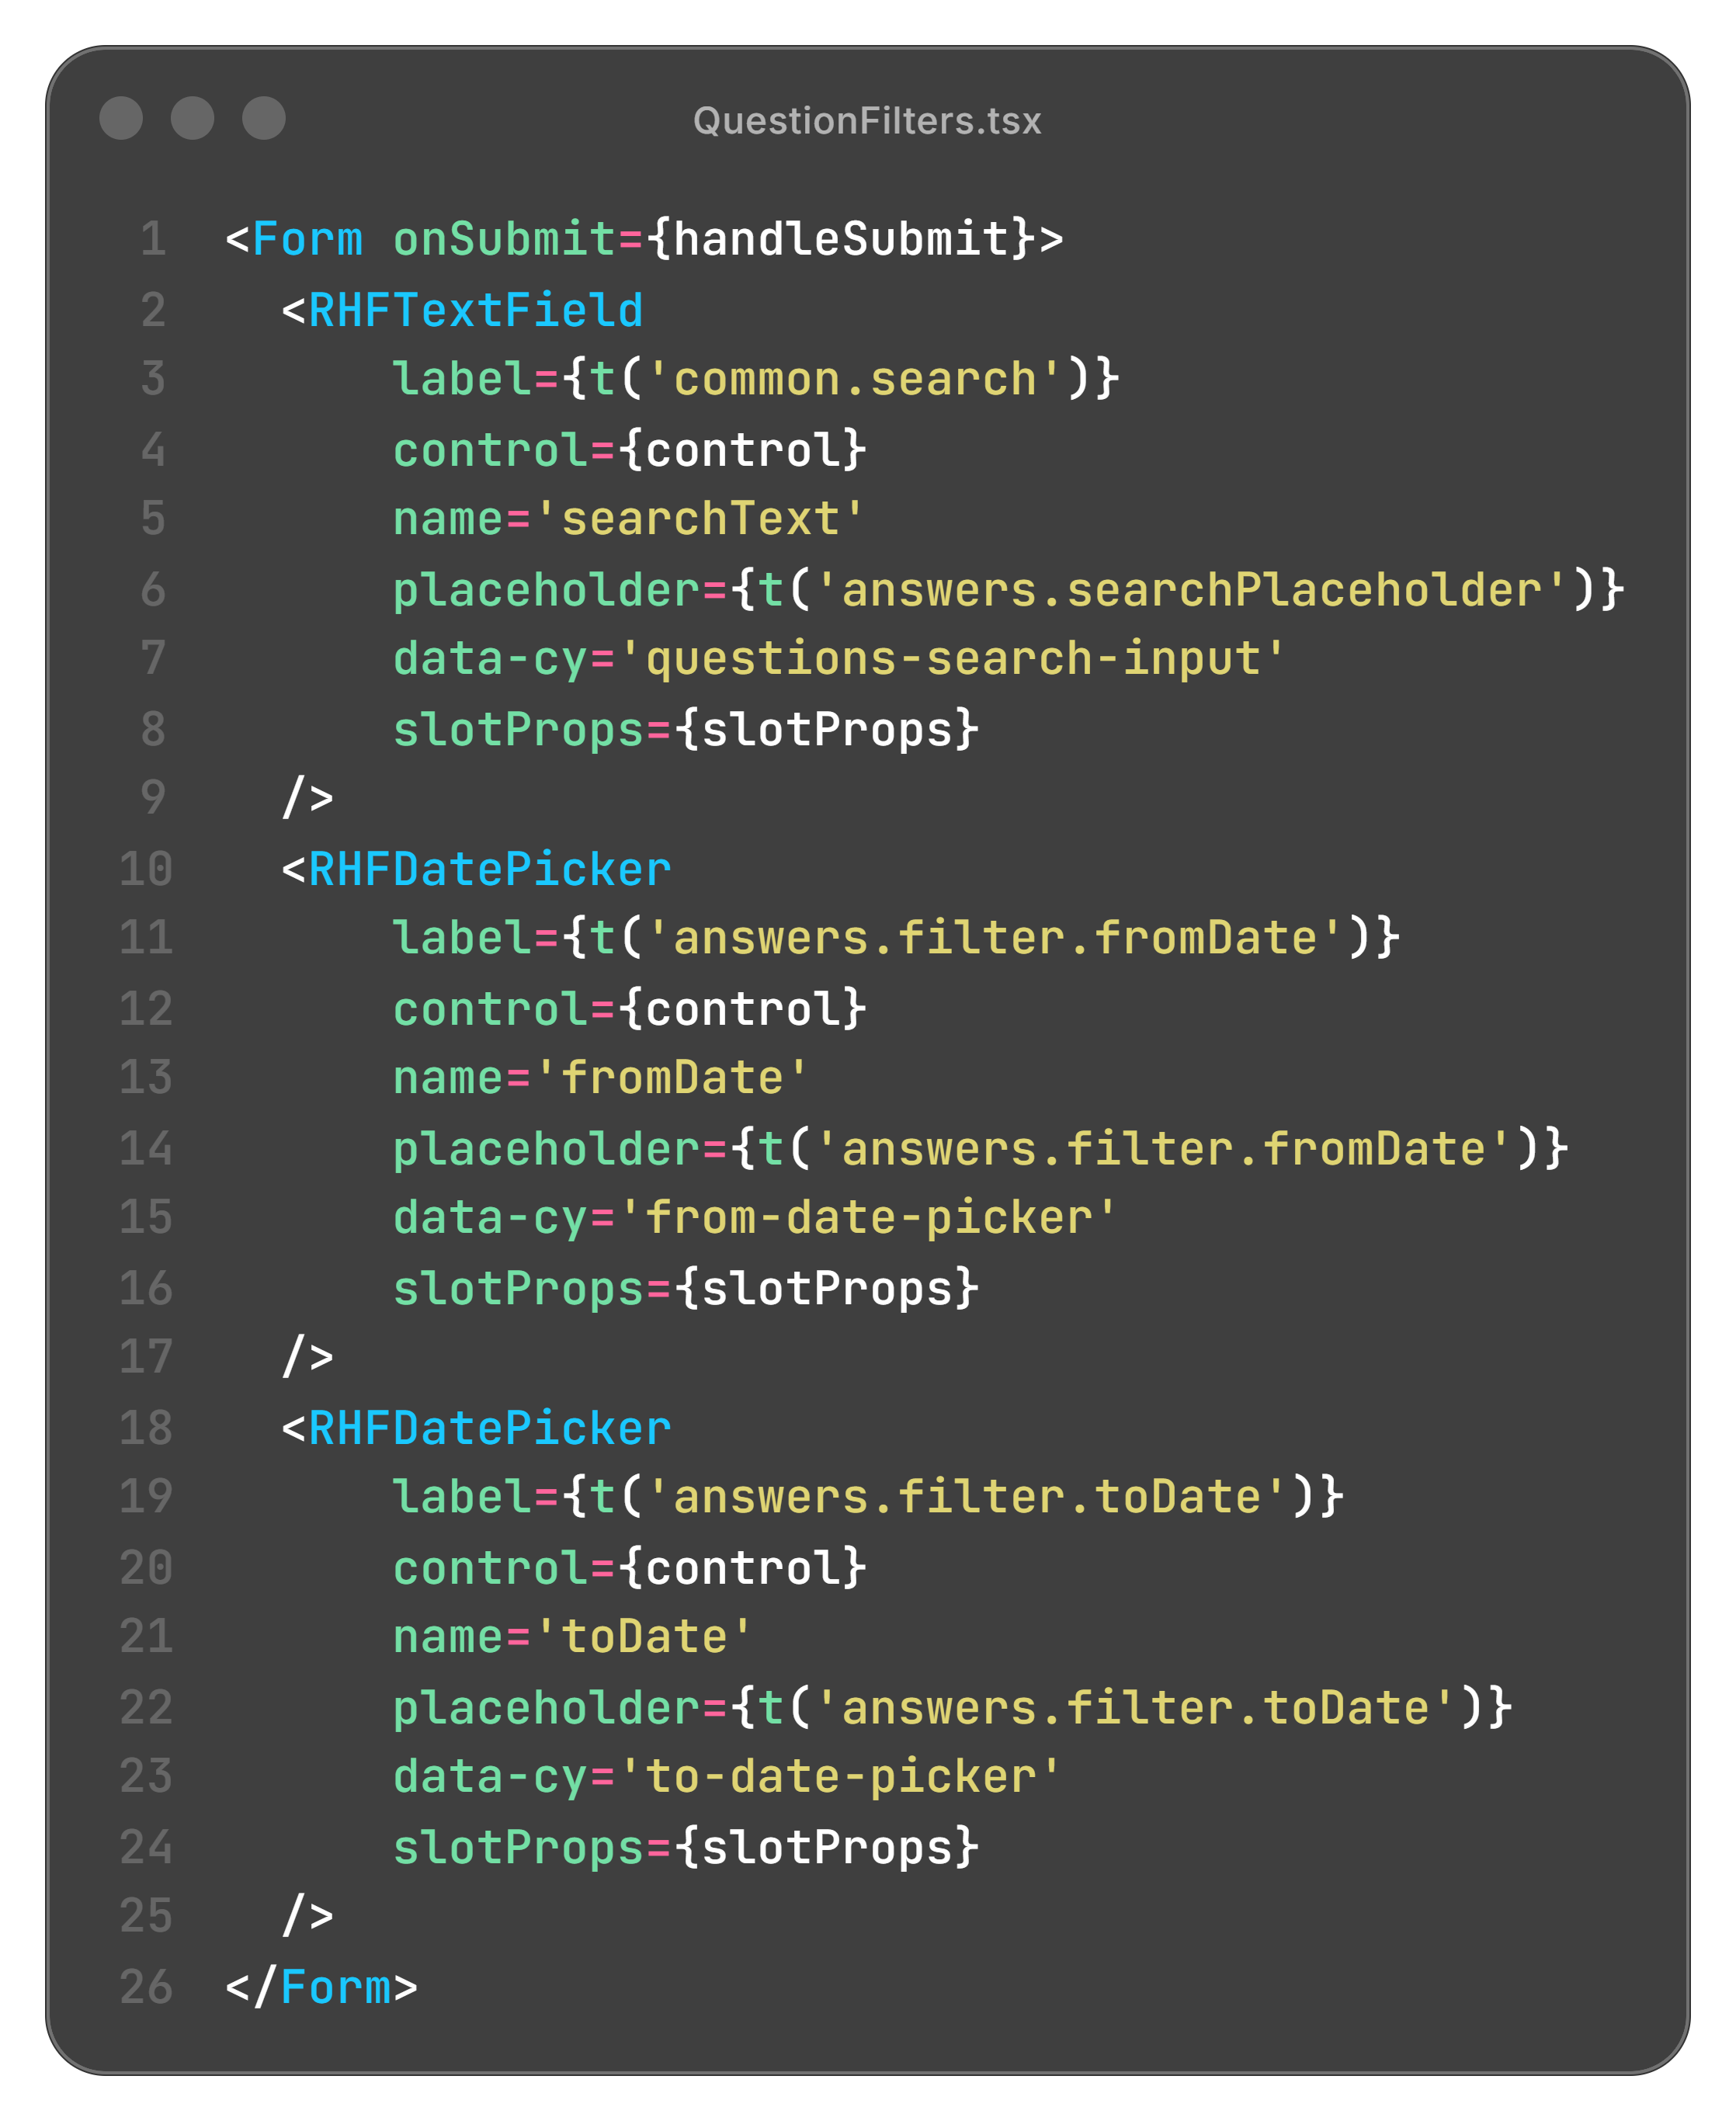 QuestionFilters.tsx
1 <Form onSubmit={handleSubmit}>
2 <RHFTextField
3 label={t('common.search')}
4 control={control}
5 name='searchText'
6 placeholder={t('answers.searchPlaceholder')}
7 data-cy='questions-search-input'
8 slotProps={slotProps}
9 />
10 <RHFDatePicker
11 label={t('answers.filter.fromDate')}
12 control={control}
13 name='fromDate'
14 placeholder={t('answers.filter.fromDate')}
15 data-cy='from-date-picker'
16 slotProps={slotProps}
17 />
18 <RHFDatePicker
19 label={t('answers.filter.toDate')}
20 control={control}
21 name='toDate'
22 placeholder={t('answers.filter.toDate')}
23 data-cy='to-date-picker'
24 slotProps={slotProps}
25 />
26 </Form>